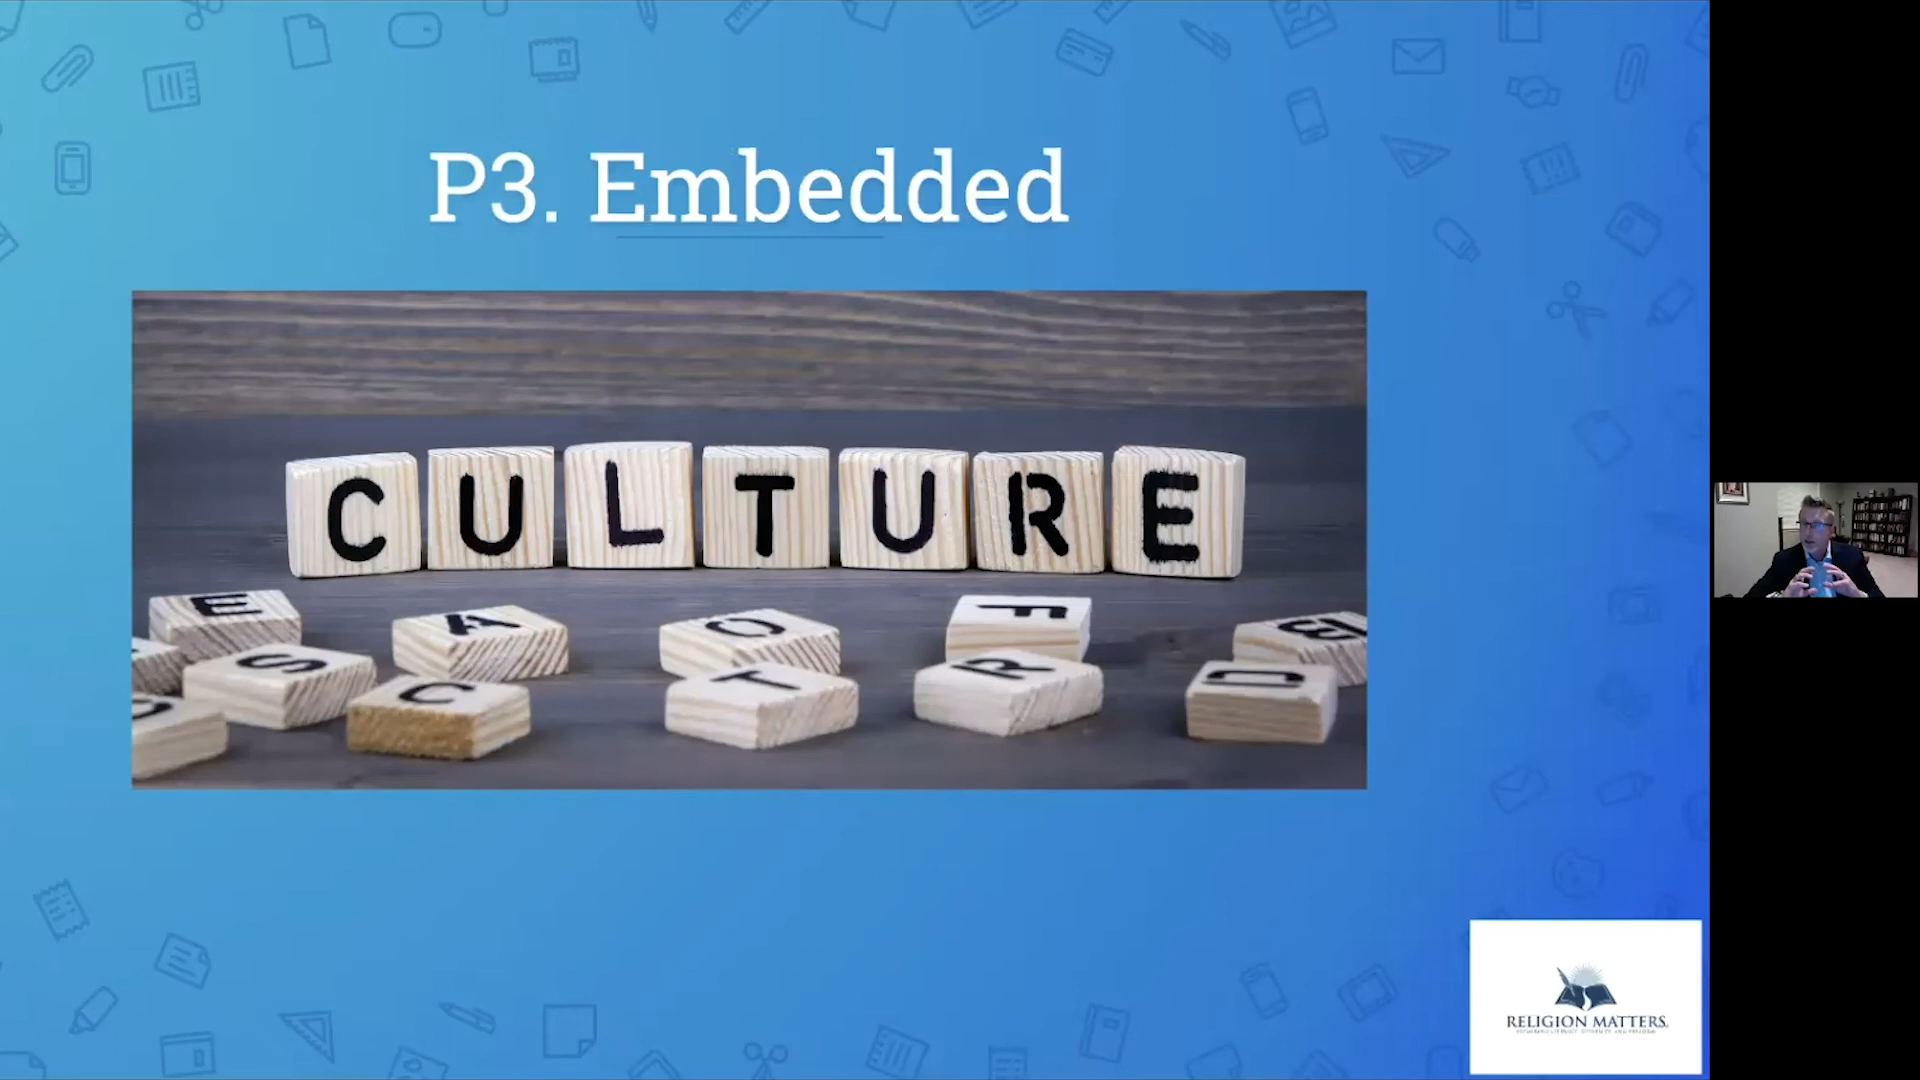 P3. Embedded
CULTURE
E A O F E
S C T R D
RELIGION MATTERS,